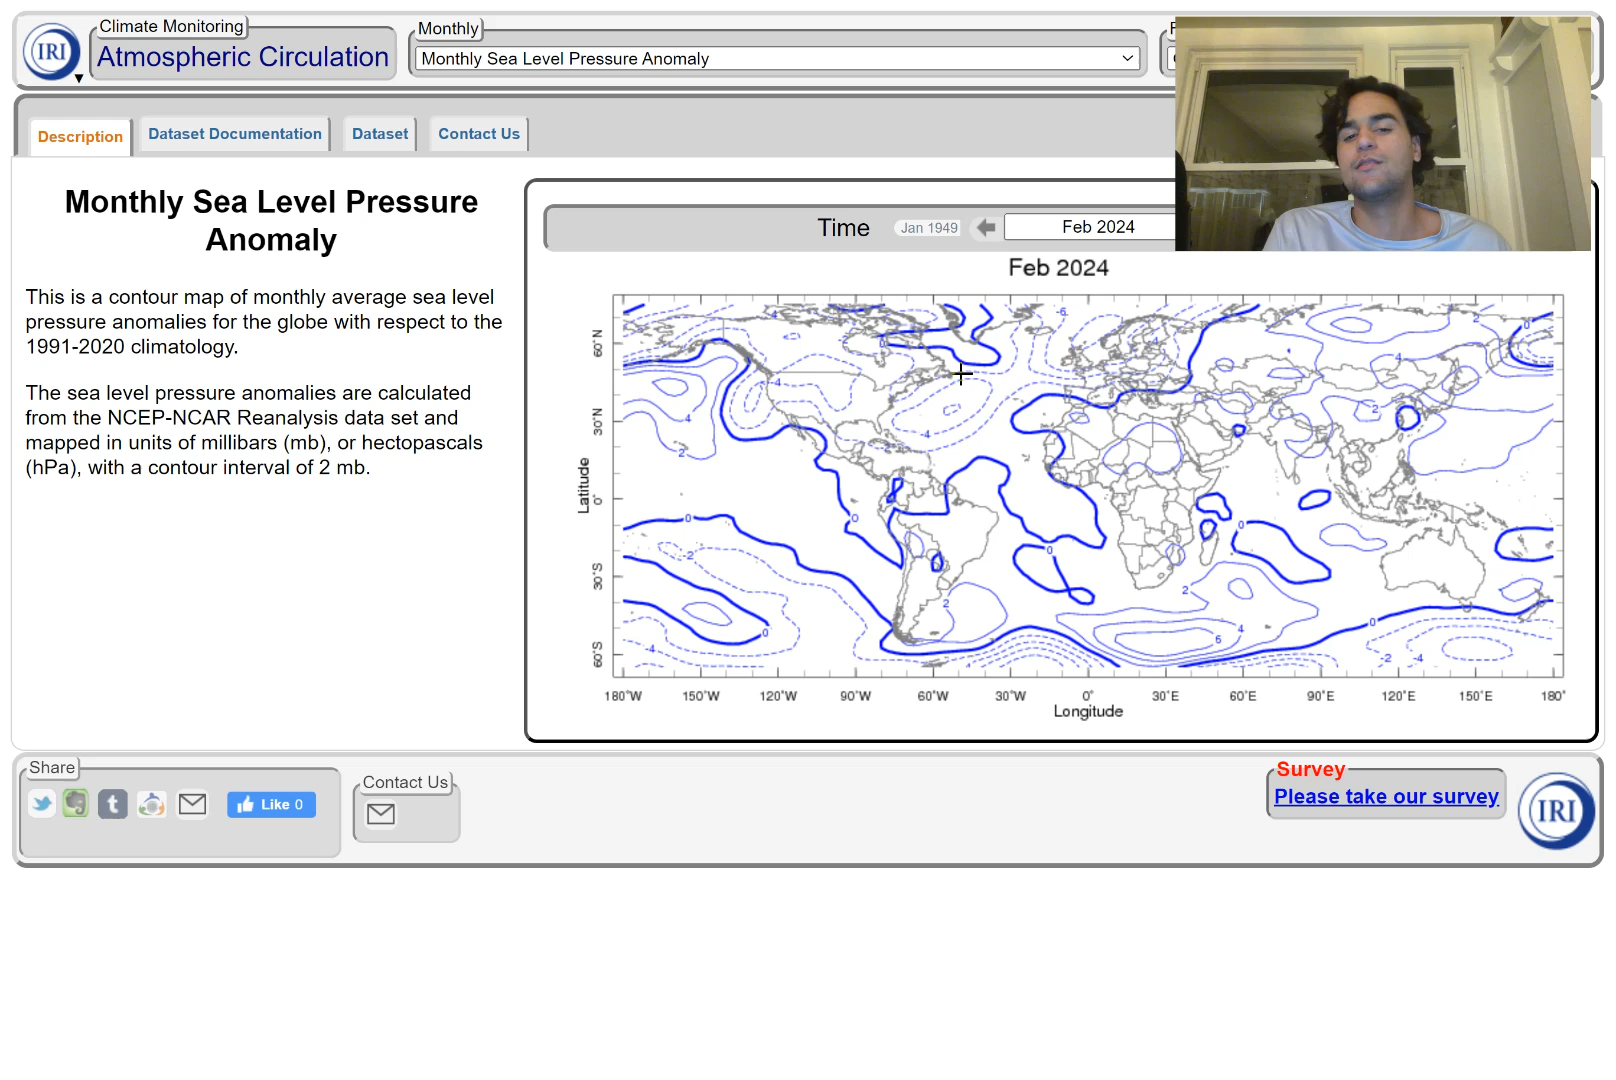 IRI
Climate Monitoring
Atmospheric Circulation
Monthly
Monthly Sea Level Pressure Anomaly
Description
Dataset Documentation
Dataset
Contact Us
Monthly Sea Level Pressure
Anomaly
This is a contour map of monthly average sea level
pressure anomalies for the globe with respect to the
1991-2020 climatology.
The sea level pressure anomalies are calculated
from the NCEP-NCAR Reanalysis data set and
mapped in units of millibars (mb), or hectopascals
(hPa), with a contour interval of 2 mb.
Time
Jan 1949
Feb 2024
Feb 2024
Latitude
60°N
30°N
0°
30°S
60°S
180°W 150°W 120°W 90°W 60°W 30°W 0° 30°E 60°E 90°E 120°E 150°E 180°
Longitude
Share
Like 0
Contact Us
Survey
Please take our survey
IRI